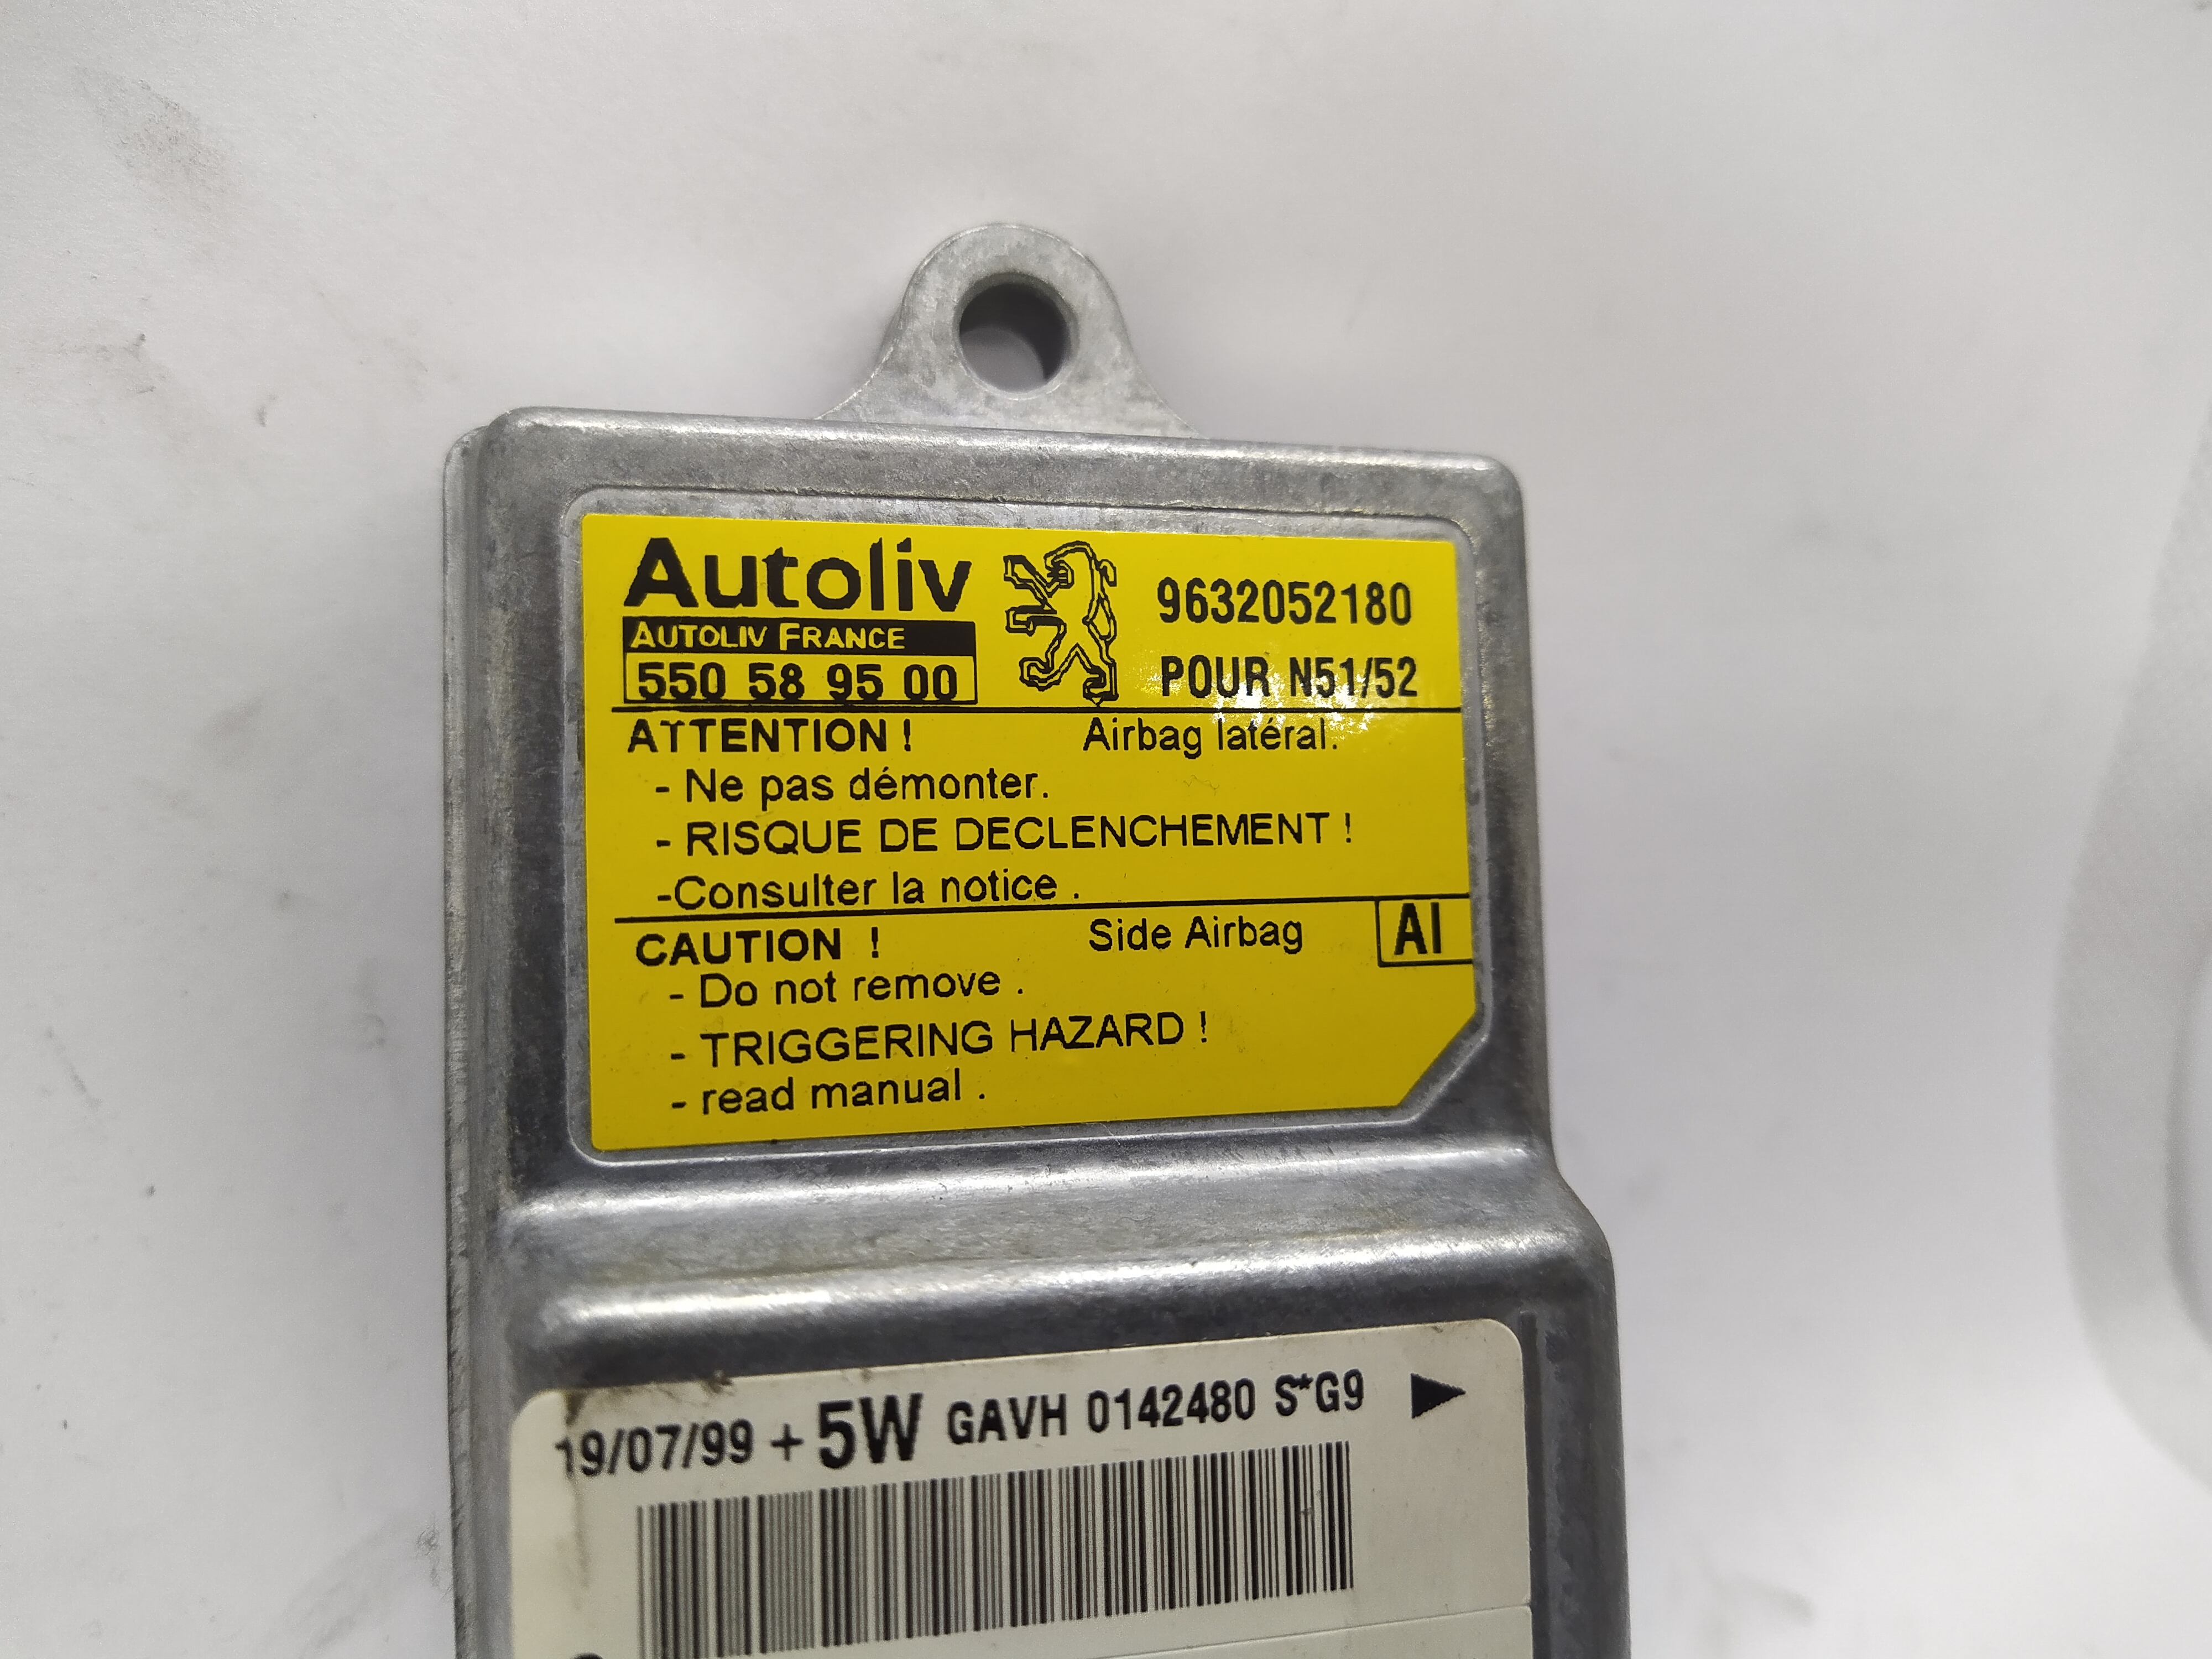 Autoliv
AUTOLIV FRANCE
550 58 95 00
9632052180
POUR N51/52
ATTENTION !
Airbag latéral.
- Ne pas démonter.
- RISQUE DE DECLENCHEMENT !
-Consulter la notice .
CAUTION !
Side Airbag
AI
- Do not remove .
- TRIGGERING HAZARD !
- read manual .
19/07/99 + 5W GAVH 0142480 S*G9